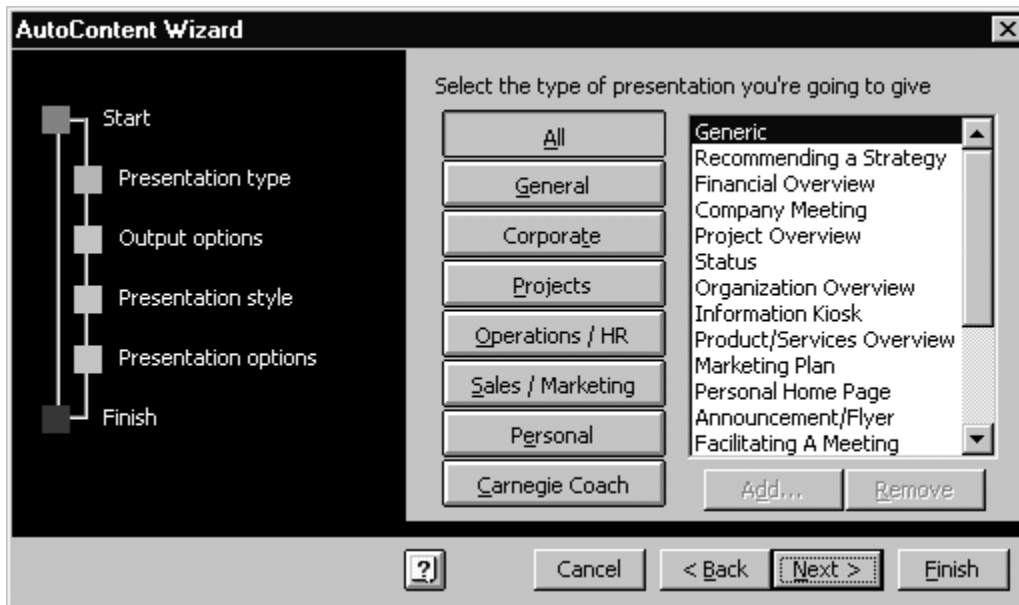 AutoContent Wizard
Start
Presentation type
Output options
Presentation style
Presentation options
Finish
Select the type of presentation you're going to give
All
General
Corporate
Projects
Operations / HR
Sales / Marketing
Personal
Carnegie Coach
Generic
Recommending a Strategy
Financial Overview
Company Meeting
Project Overview
Status
Organization Overview
Information Kiosk
Product/Services Overview
Marketing Plan
Personal Home Page
Announcement/Flyer
Facilitating A Meeting
Add... Remove
? Cancel < Back Next > Finish